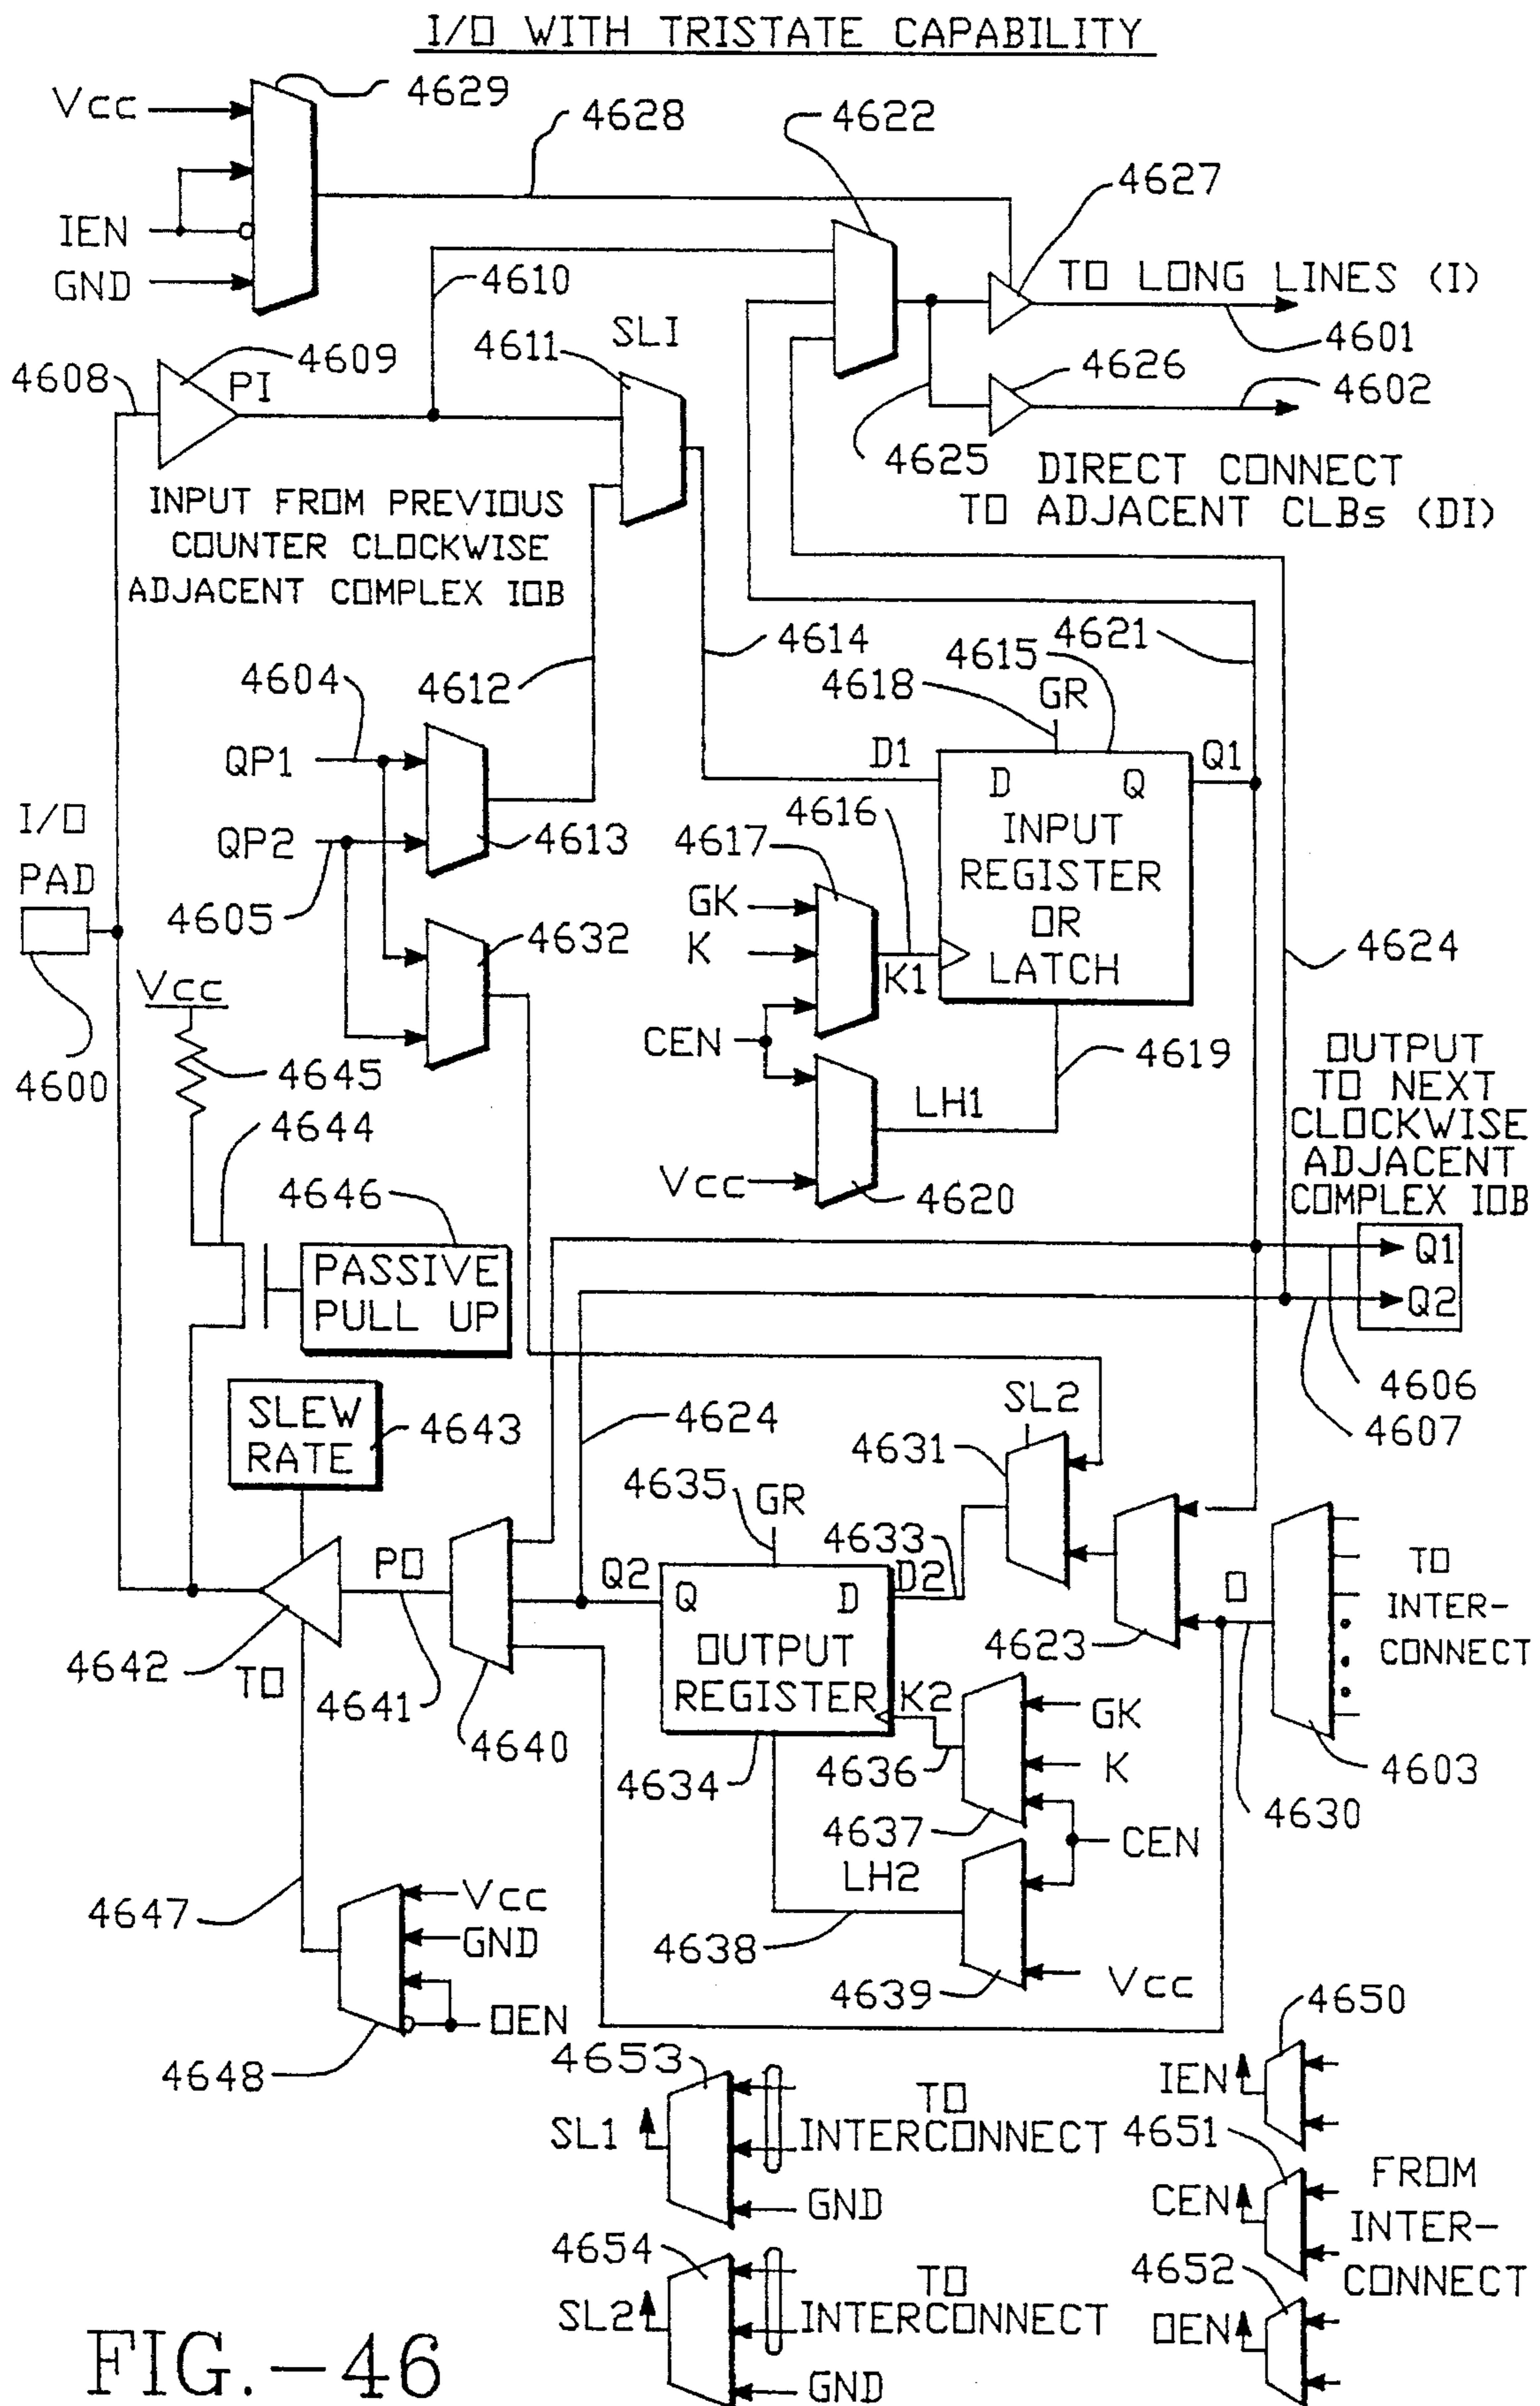 I/O WITH TRISTATE CAPABILITY
4629
Vcc
4628
4622
4627
IEN
GND
4610
TO LONG LINES (I)
4601
SLI
4611
4609
PI
4608
4626
4602
4625
DIRECT CONNECT
TO ADJACENT CLBs (DI)
INPUT FROM PREVIOUS
COUNTER CLOCKWISE
ADJACENT COMPLEX IOB
4614
4621
4615
4618
GR
4604
4612
QP1
D1
Q1
D Q
INPUT
REGISTER
OR
LATCH
4616
4617
I/O
PAD
QP2
4613
4605
GK
K
K1
4632
4624
Vcc
CEN
4619
4600
4645
LH1
OUTPUT
TO NEXT
CLOCKWISE
ADJACENT
COMPLEX IOB
4644
Vcc
4620
4646
PASSIVE
PULL UP
Q1
Q2
4606
4607
SLEW
RATE
4643
4624
SL2
4631
4635
GR
4633
PO
Q2
D2
Q D
OUTPUT
REGISTER
O
TO
INTER-
CONNECT
4623
4642
TO
4641
4640
K2
GK
K
4634
4636
4603
4630
4637
CEN
LH2
4647
Vcc
GND
4638
4639
Vcc
OEN
4648
4650
4653
IEN
SL1
TO
INTERCONNECT
GND
4651
CEN
FROM
INTER-
CONNECT
4654
SL2
TO
INTERCONNECT
GND
4652
OEN
FIG.-46